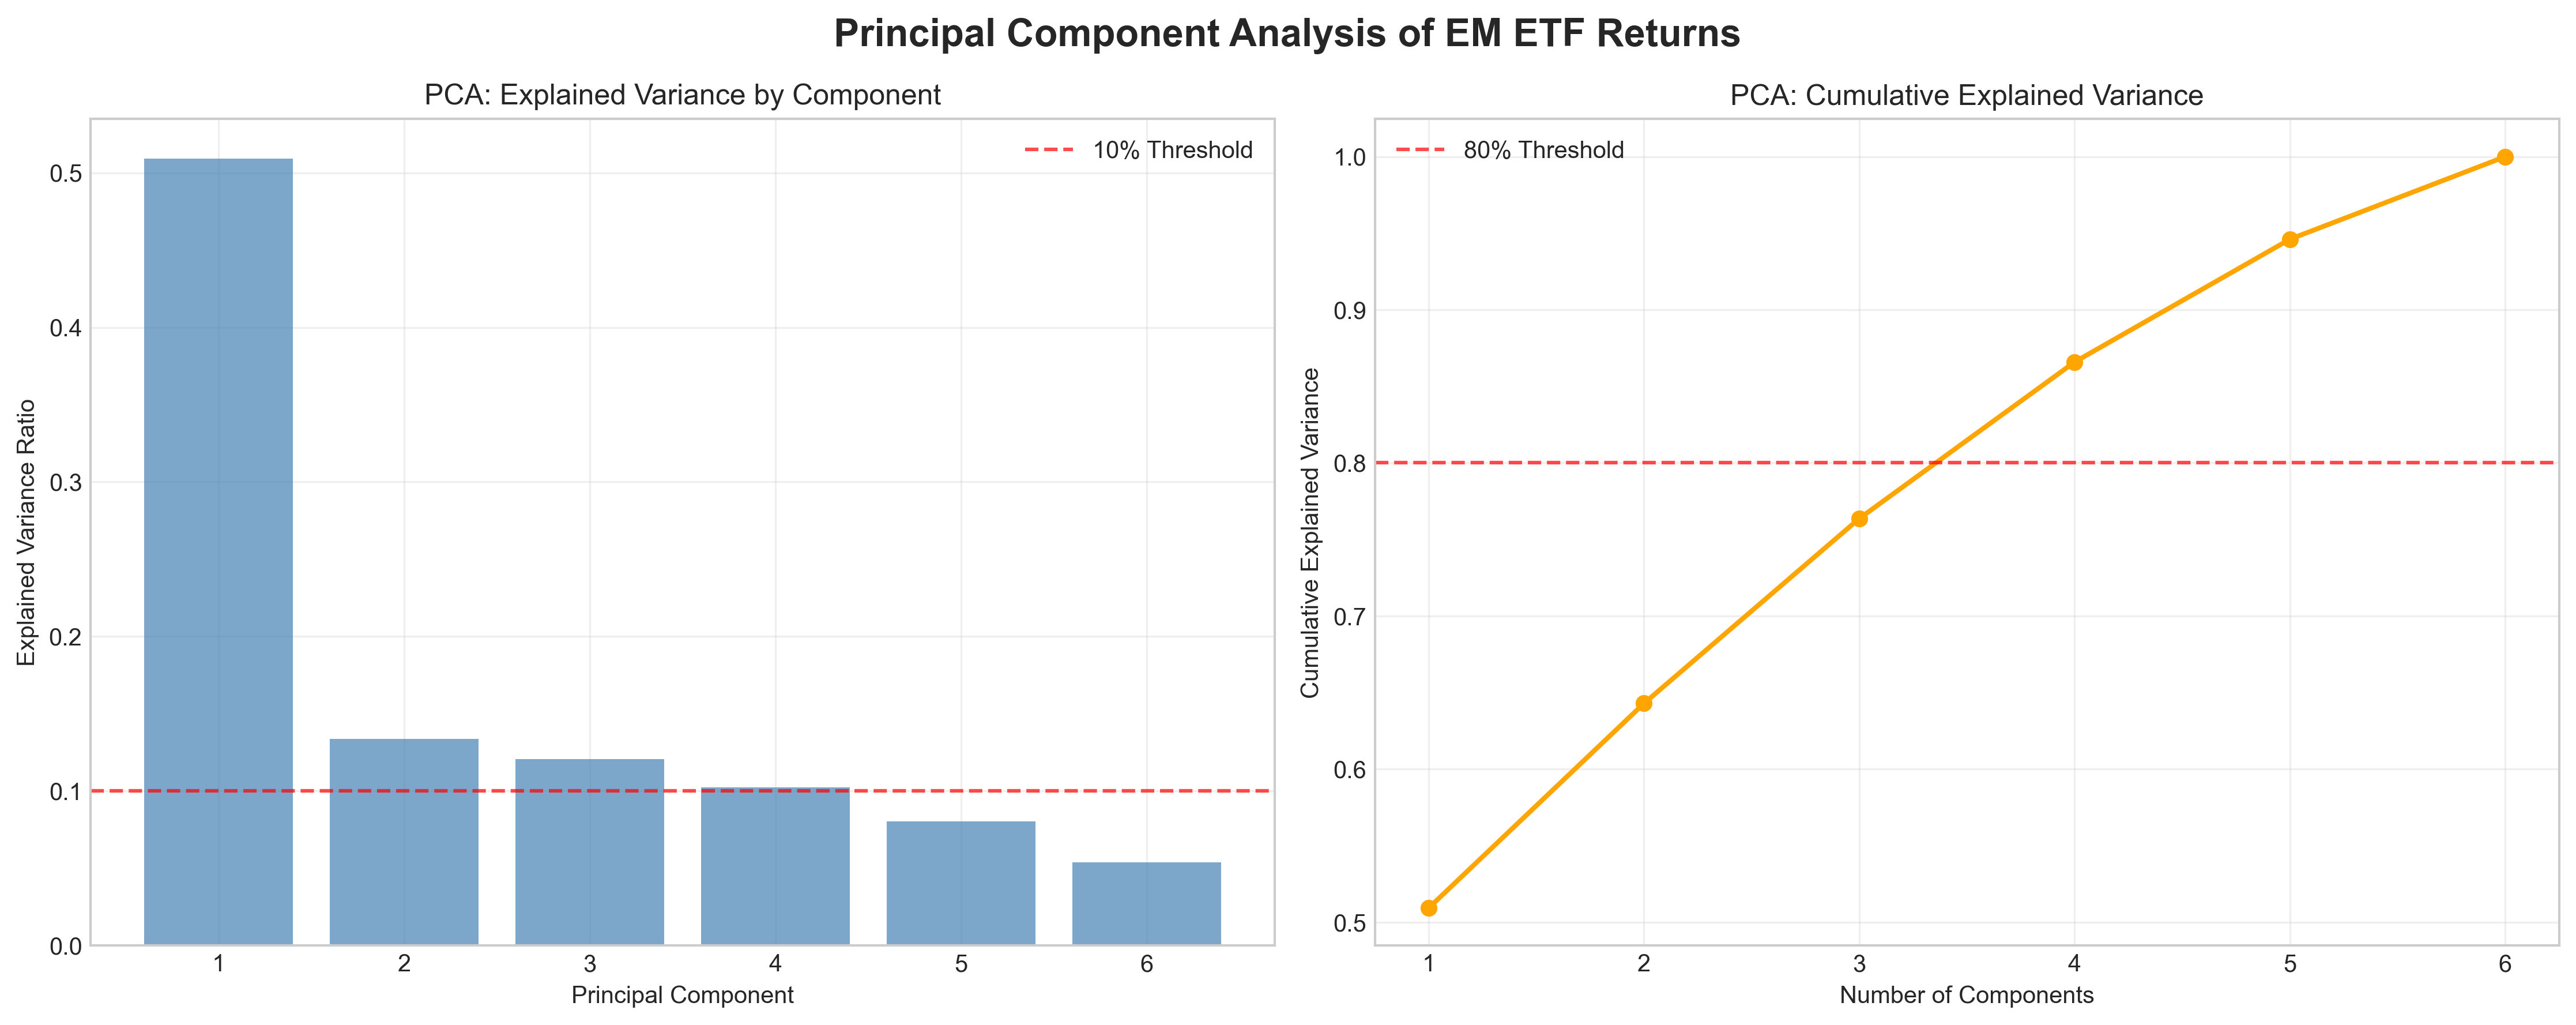 Principal Component Analysis of EM ETF Returns
PCA: Explained Variance by Component
10% Threshold
0.5
0.4
0.3
0.2
0.1
0.0
Explained Variance Ratio
1 2 3 4 5 6
Principal Component
PCA: Cumulative Explained Variance
80% Threshold
1.0
0.9
0.8
0.7
0.6
0.5
Cumulative Explained Variance
1 2 3 4 5 6
Number of Components